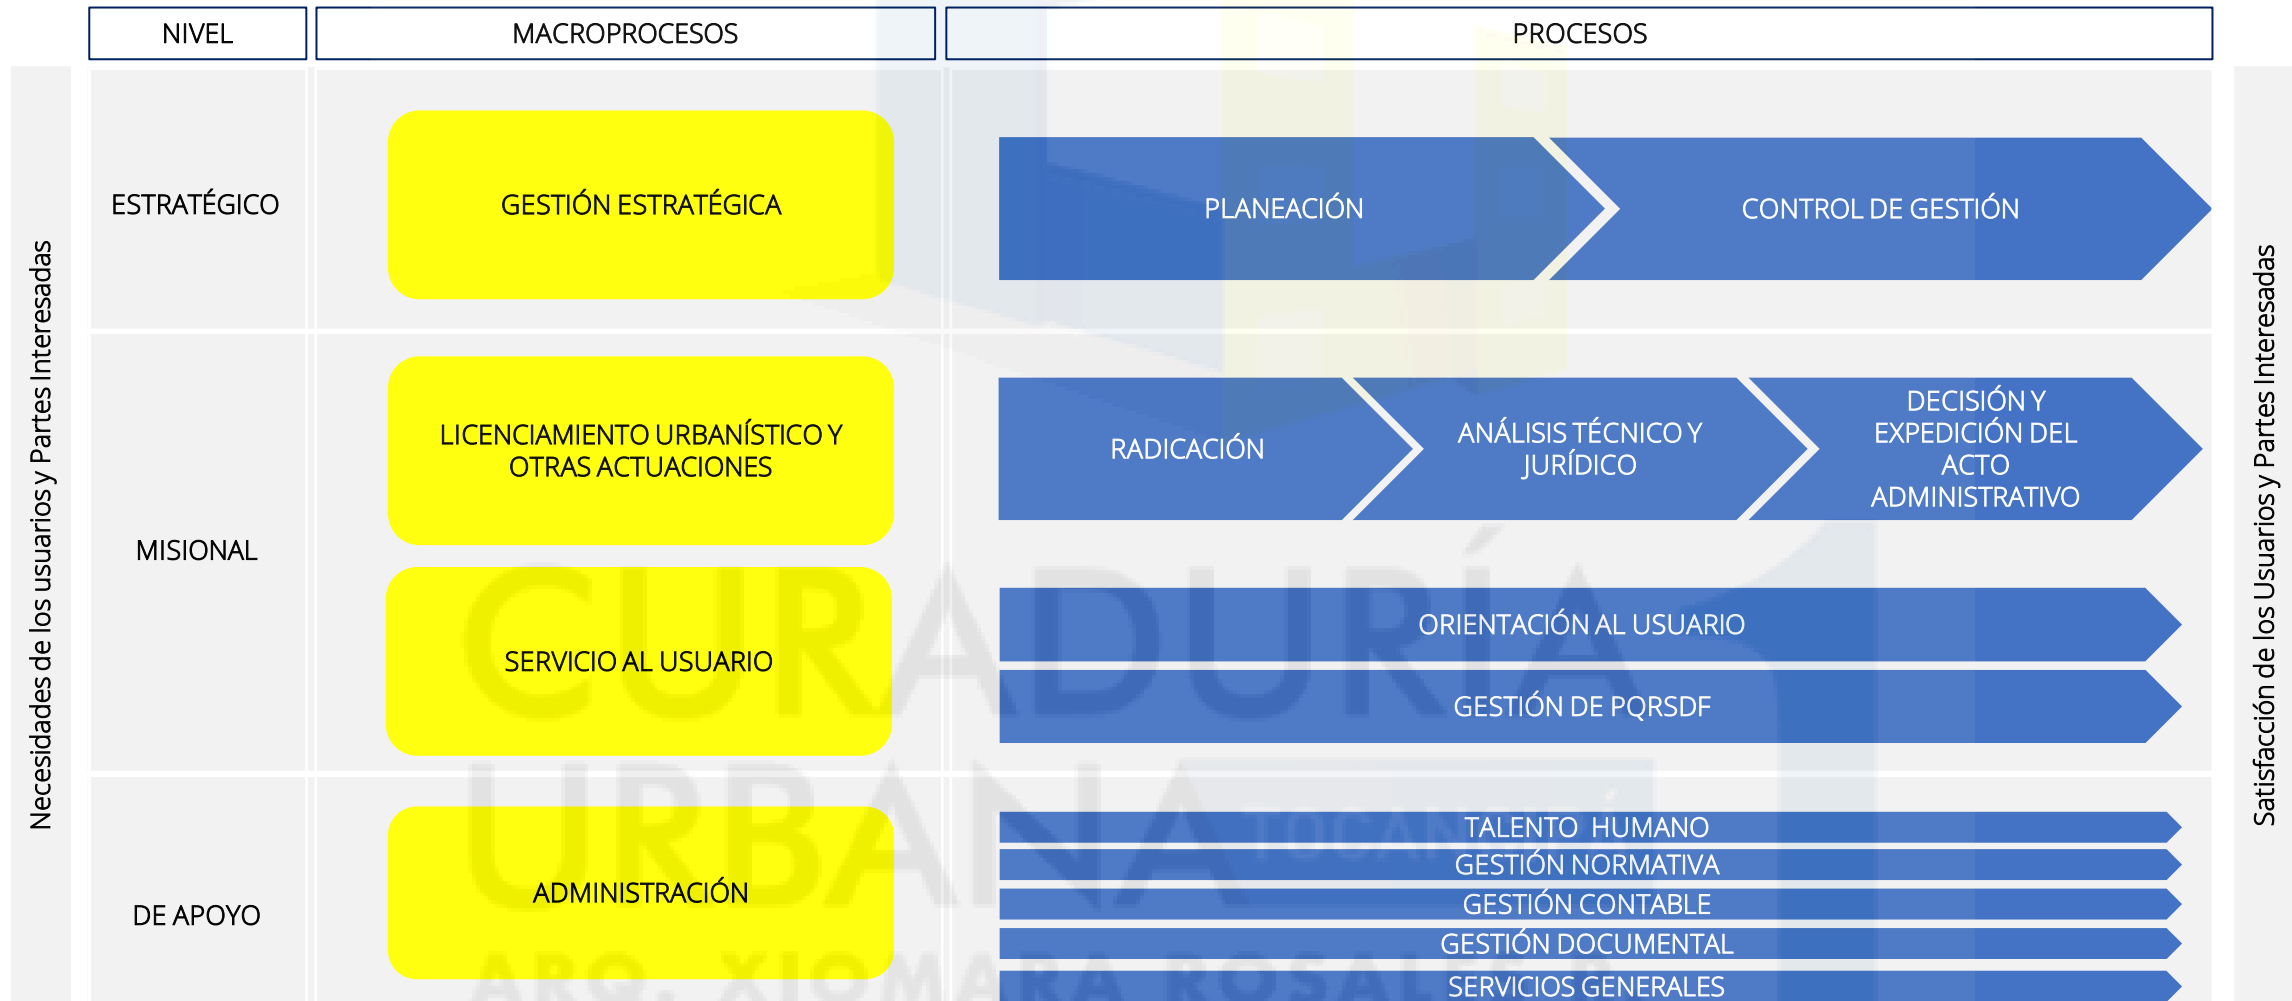 NIVEL
MACROPROCESOS
PROCESOS
Necesidades de los usuarios y Partes Interesadas
ESTRATÉGICO
GESTIÓN ESTRATÉGICA
PLANEACIÓN
CONTROL DE GESTIÓN
MISIONAL
LICENCIAMIENTO URBANÍSTICO Y
OTRAS ACTUACIONES
RADICACIÓN
ANÁLISIS TÉCNICO Y
JURÍDICO
DECISIÓN Y
EXPEDICIÓN DEL
ACTO
ADMINISTRATIVO
SERVICIO AL USUARIO
ORIENTACIÓN AL USUARIO
GESTIÓN DE PQRSDF
DE APOYO
ADMINISTRACIÓN
TALENTO HUMANO
GESTIÓN NORMATIVA
GESTIÓN CONTABLE
GESTIÓN DOCUMENTAL
SERVICIOS GENERALES
Satisfacción de los Usuarios y Partes Interesadas
CURADURÍA 1
URBANA
ARQ. XIOMARA